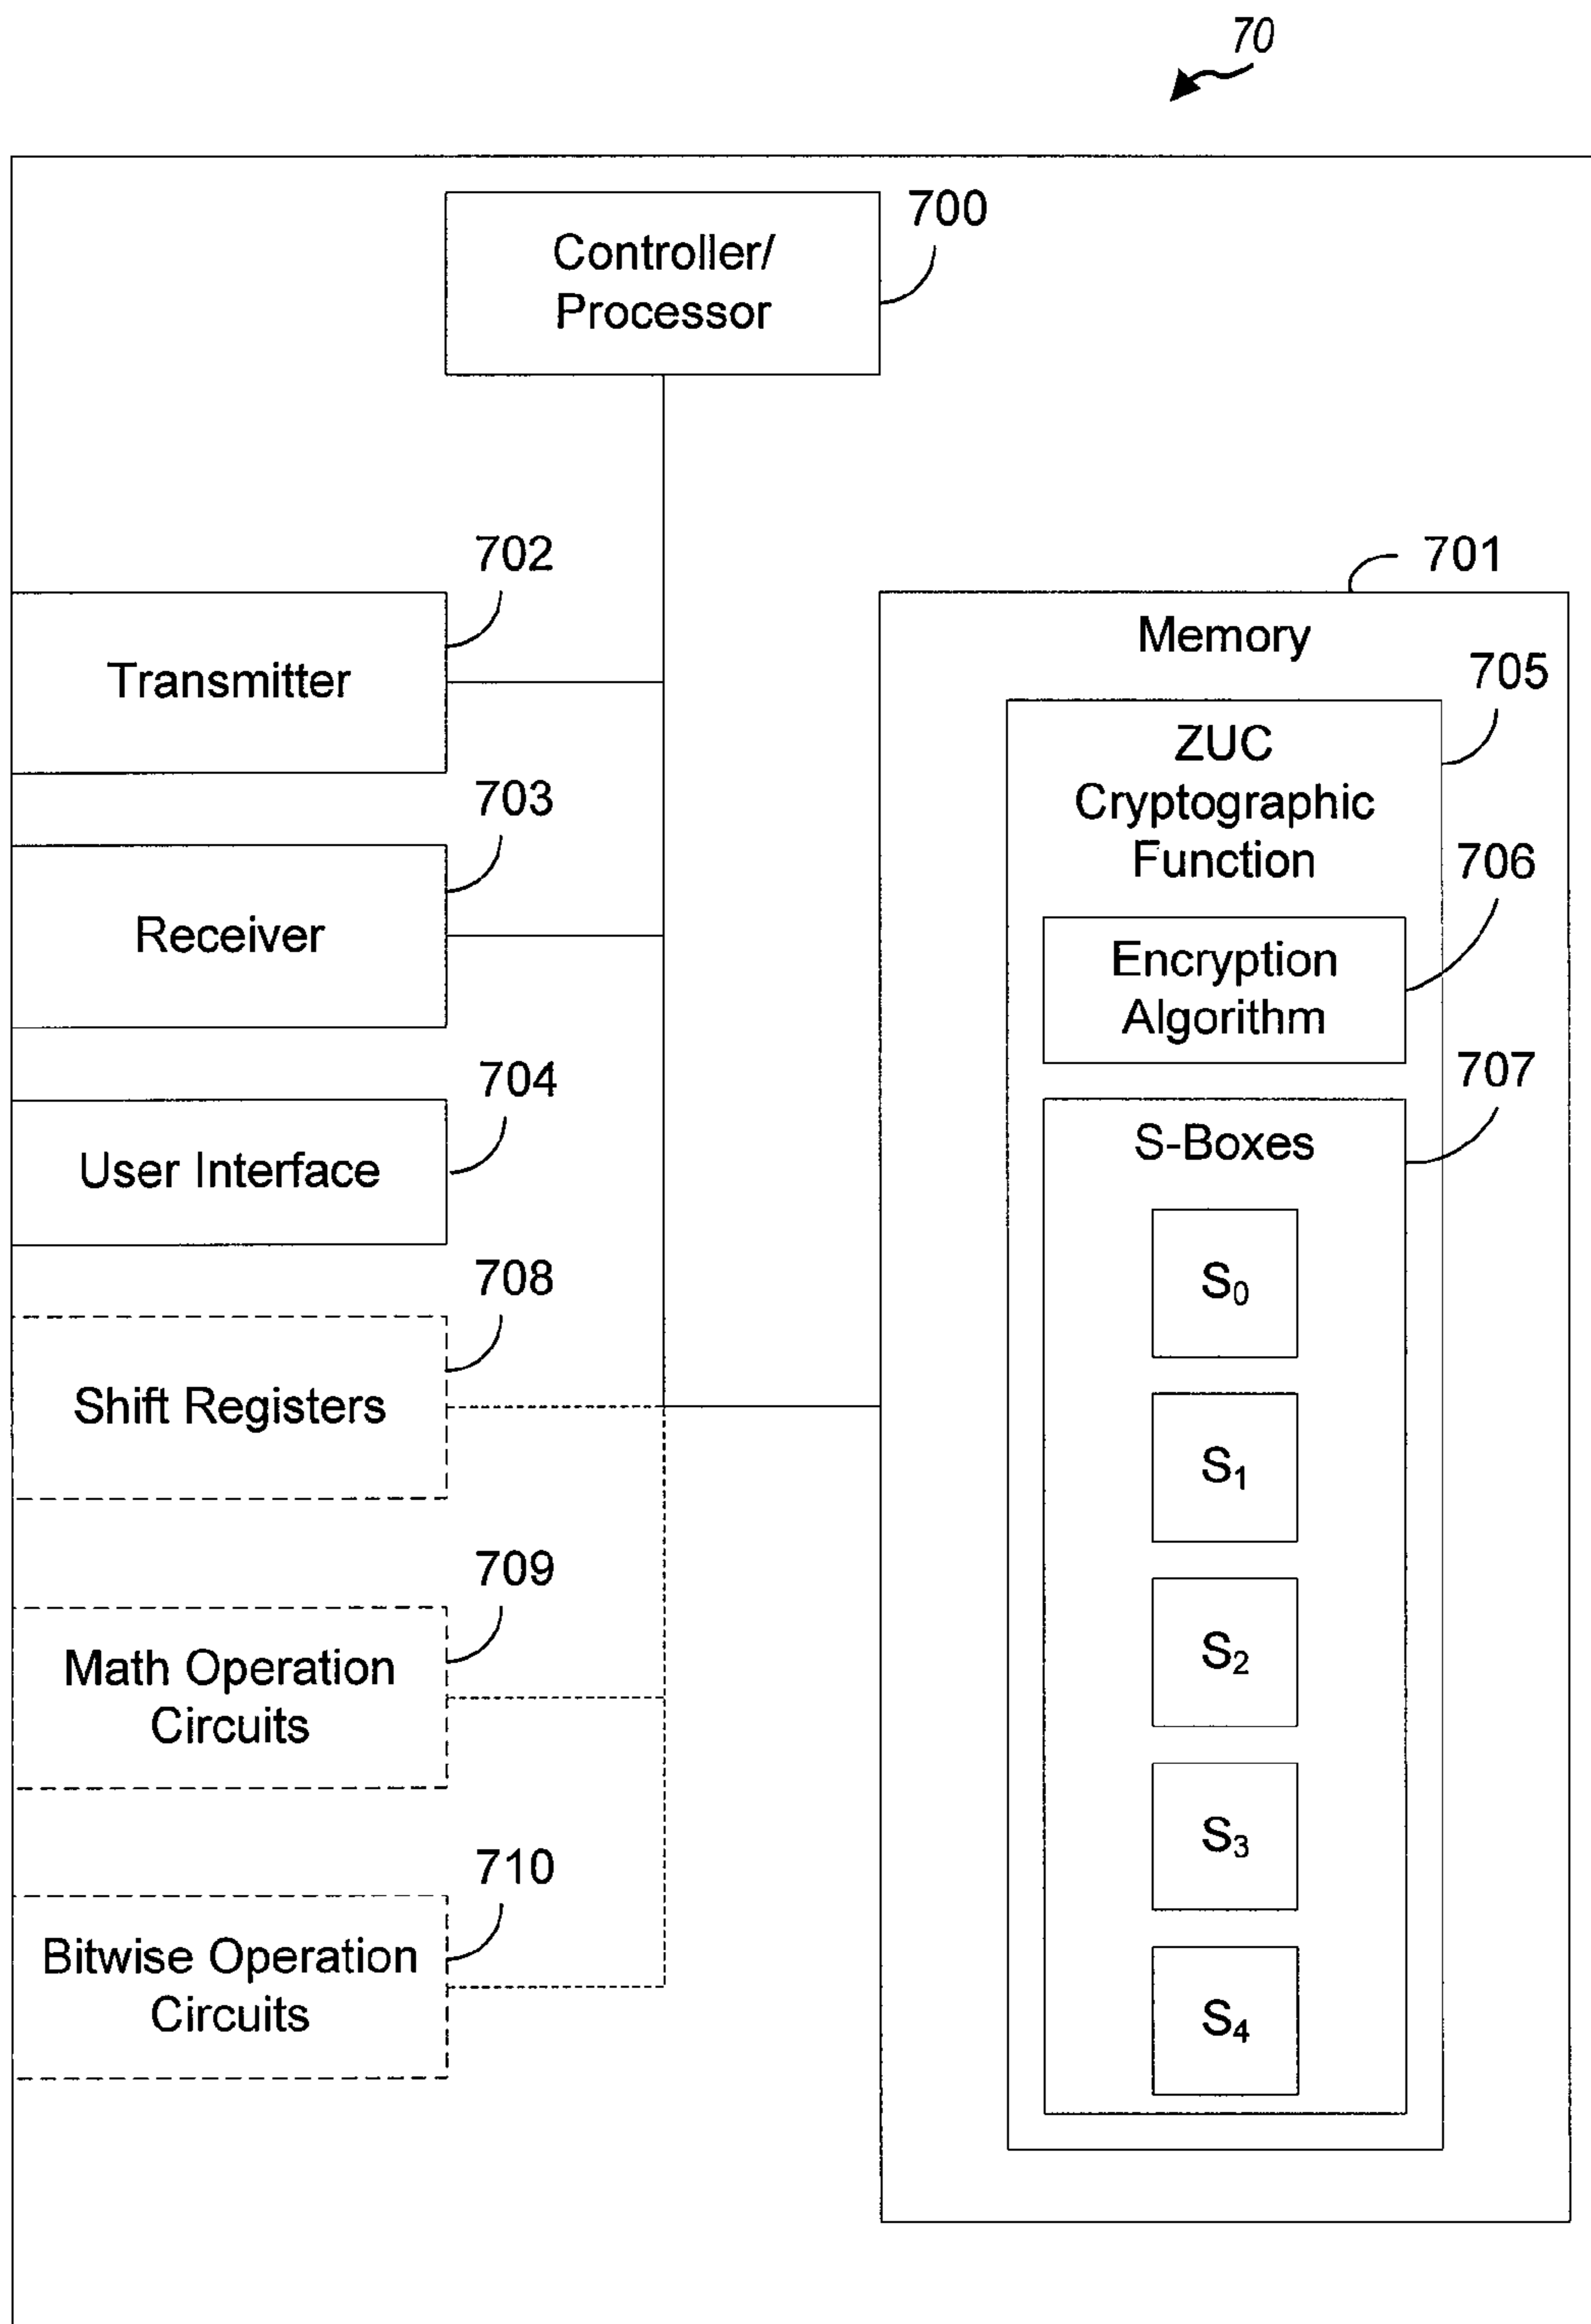 70
700
Controller/
Processor
702
Transmitter
703
Receiver
704
User Interface
708
Shift Registers
709
Math Operation
Circuits
710
Bitwise Operation
Circuits
701
Memory
705
ZUC
Cryptographic
Function
706
Encryption
Algorithm
707
S-Boxes
S0
S1
S2
S3
S4